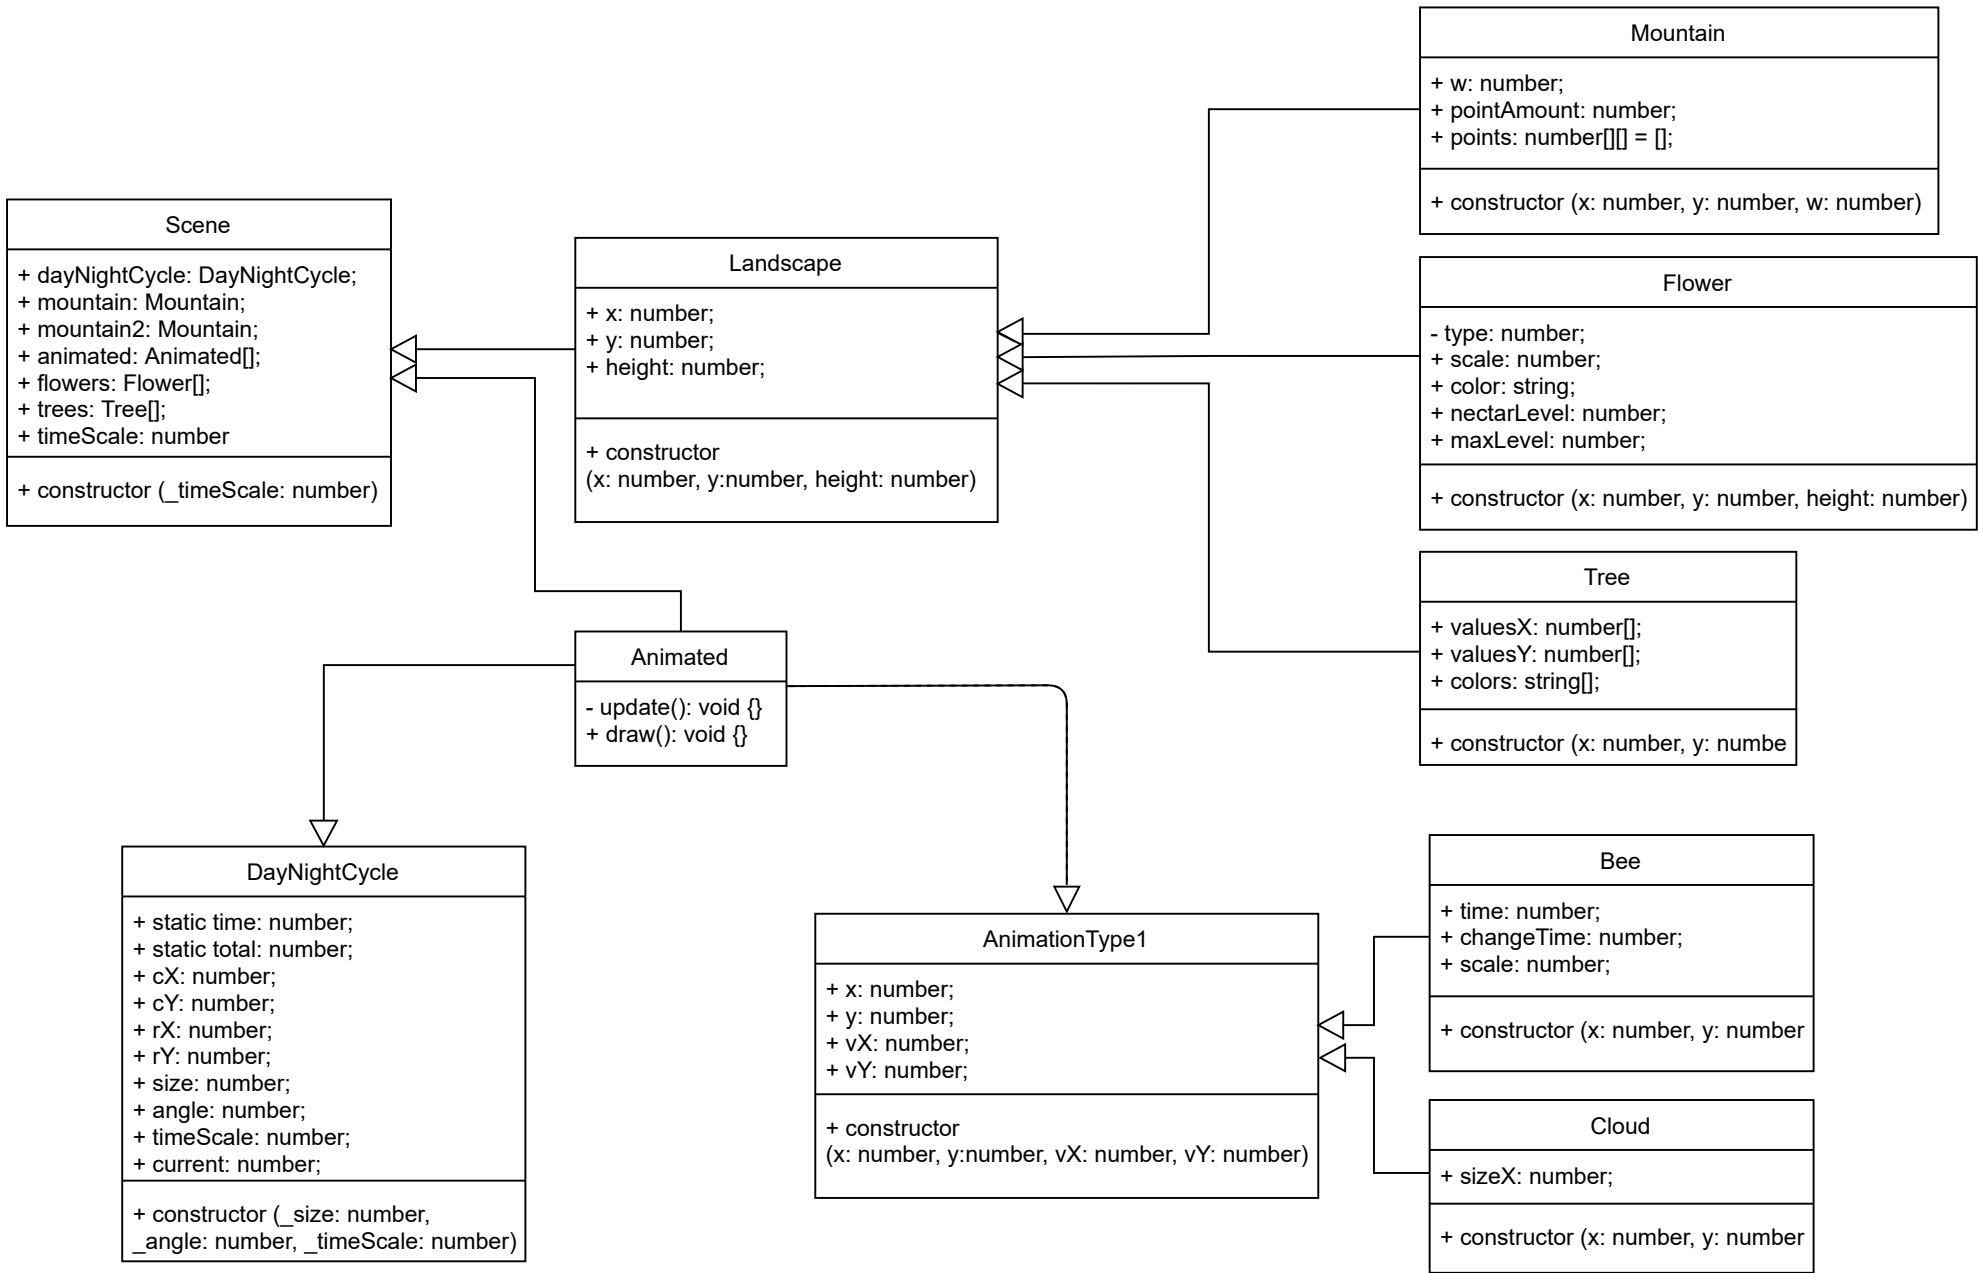 Mountain
+ w: number;
+ pointAmount: number;
+ points: number[][] = [];
+ constructor (x: number, y: number, w: number)
Scene
+ dayNightCycle: DayNightCycle;
+ mountain: Mountain;
+ mountain2: Mountain;
+ animated: Animated[];
+ flowers: Flower[];
+ trees: Tree[];
+ timeScale: number
+ constructor (_timeScale: number)
Landscape
+ x: number;
+ y: number;
+ height: number;
+ constructor
(x: number, y:number, height: number)
Flower
- type: number;
+ scale: number;
+ color: string;
+ nectarLevel: number;
+ maxLevel: number;
+ constructor (x: number, y: number, height: number)
Tree
+ valuesX: number[];
+ valuesY: number[];
+ colors: string[];
+ constructor (x: number, y: numbe
Animated
- update(): void {}
+ draw(): void {}
DayNightCycle
+ static time: number;
+ static total: number;
+ cX: number;
+ cY: number;
+ rX: number;
+ rY: number;
+ size: number;
+ angle: number;
+ timeScale: number;
+ current: number;
+ constructor (_size: number,
_angle: number, _timeScale: number)
AnimationType1
+ x: number;
+ y: number;
+ vX: number;
+ vY: number;
+ constructor
(x: number, y:number, vX: number, vY: number)
Bee
+ time: number;
+ changeTime: number;
+ scale: number;
+ constructor (x: number, y: number
Cloud
+ sizeX: number;
+ constructor (x: number, y: number